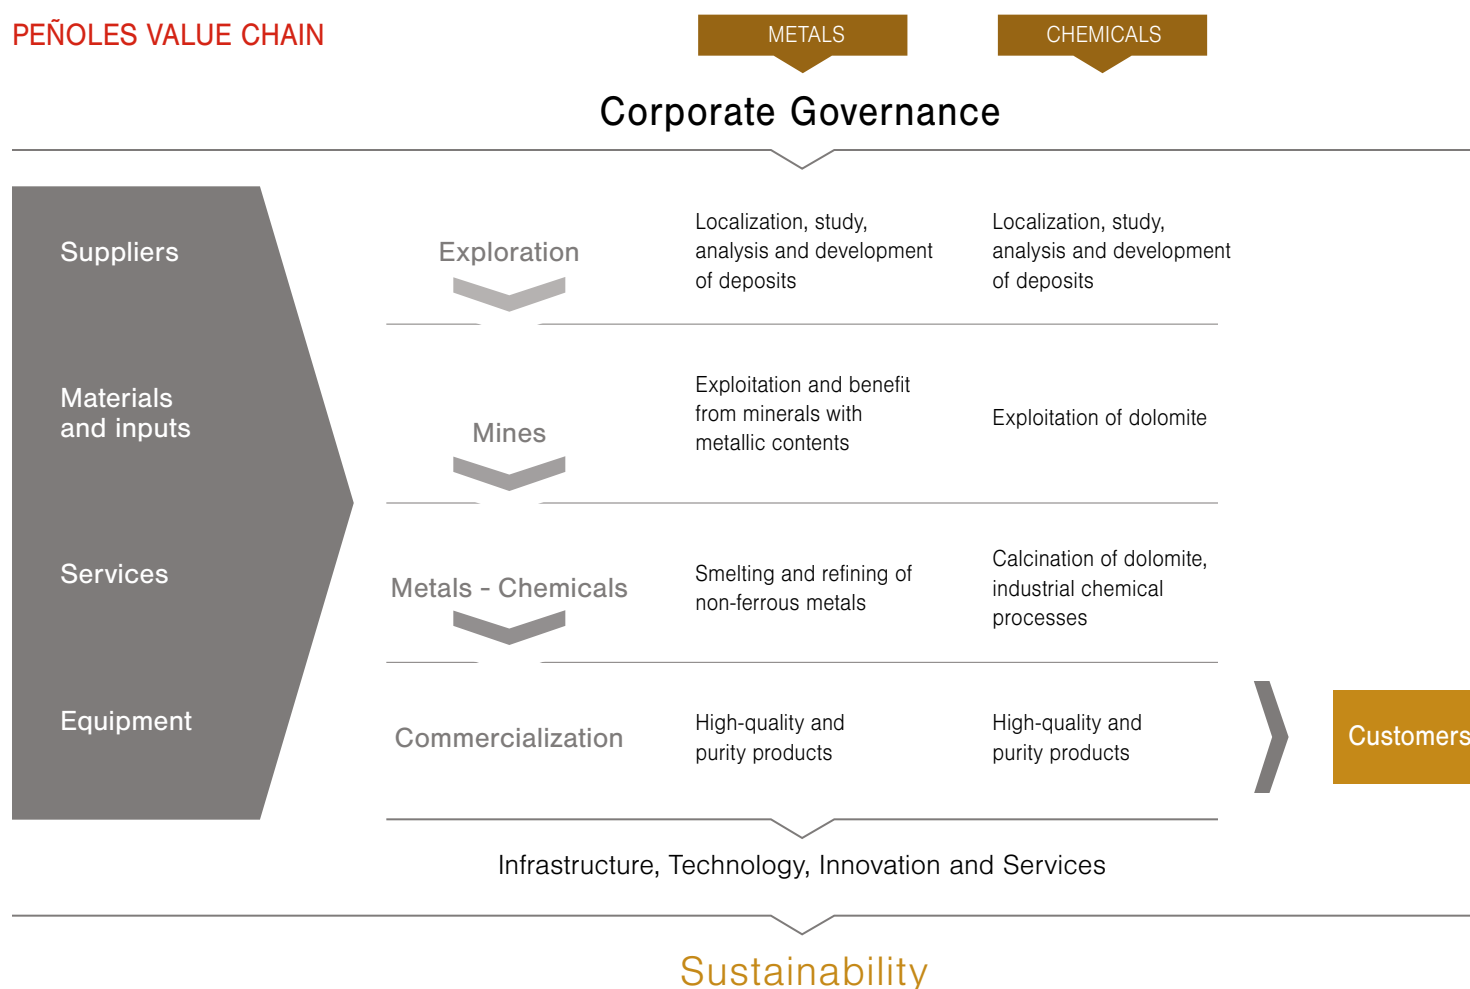 PEÑOLES VALUE CHAIN
METALS
CHEMICALS
Corporate Governance
Suppliers
Materials
and inputs
Services
Equipment
Exploration
Localization, study,
analysis and development
of deposits
Localization, study,
analysis and development
of deposits
Mines
Exploitation and benefit
from minerals with
metallic contents
Exploitation of dolomite
Metals - Chemicals
Smelting and refining of
non-ferrous metals
Calcination of dolomite,
industrial chemical
processes
Commercialization
High-quality and
purity products
High-quality and
purity products
Customers
Infrastructure, Technology, Innovation and Services
Sustainability